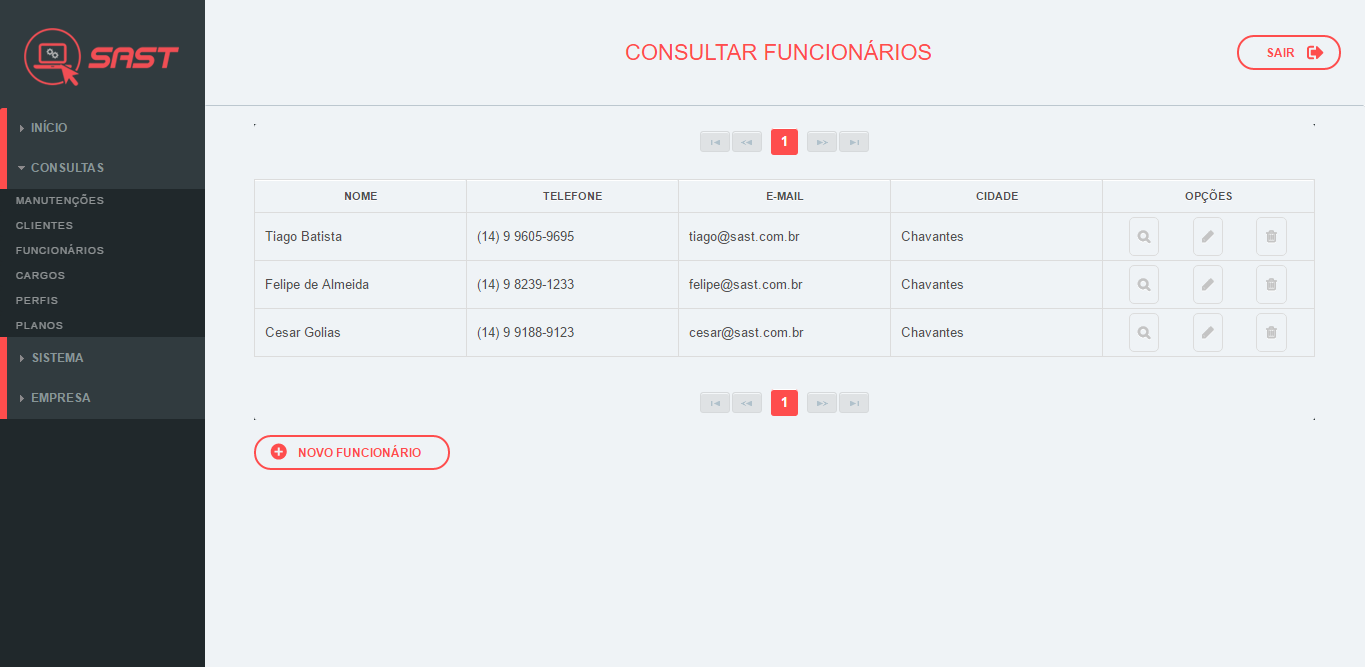 SAST
INÍCIO
CONSULTAS
MANUTENÇÕES
CLIENTES
FUNCIONÁRIOS
CARGOS
PERFIS
PLANOS
SISTEMA
EMPRESA
CONSULTAR FUNCIONÁRIOS
SAIR
1
NOME TELEFONE E-MAIL CIDADE OPÇÕES
Tiago Batista (14) 9 9605-9695 tiago@sast.com.br Chavantes
Felipe de Almeida (14) 9 8239-1233 felipe@sast.com.br Chavantes
Cesar Golias (14) 9 9188-9123 cesar@sast.com.br Chavantes
1
NOVO FUNCIONÁRIO